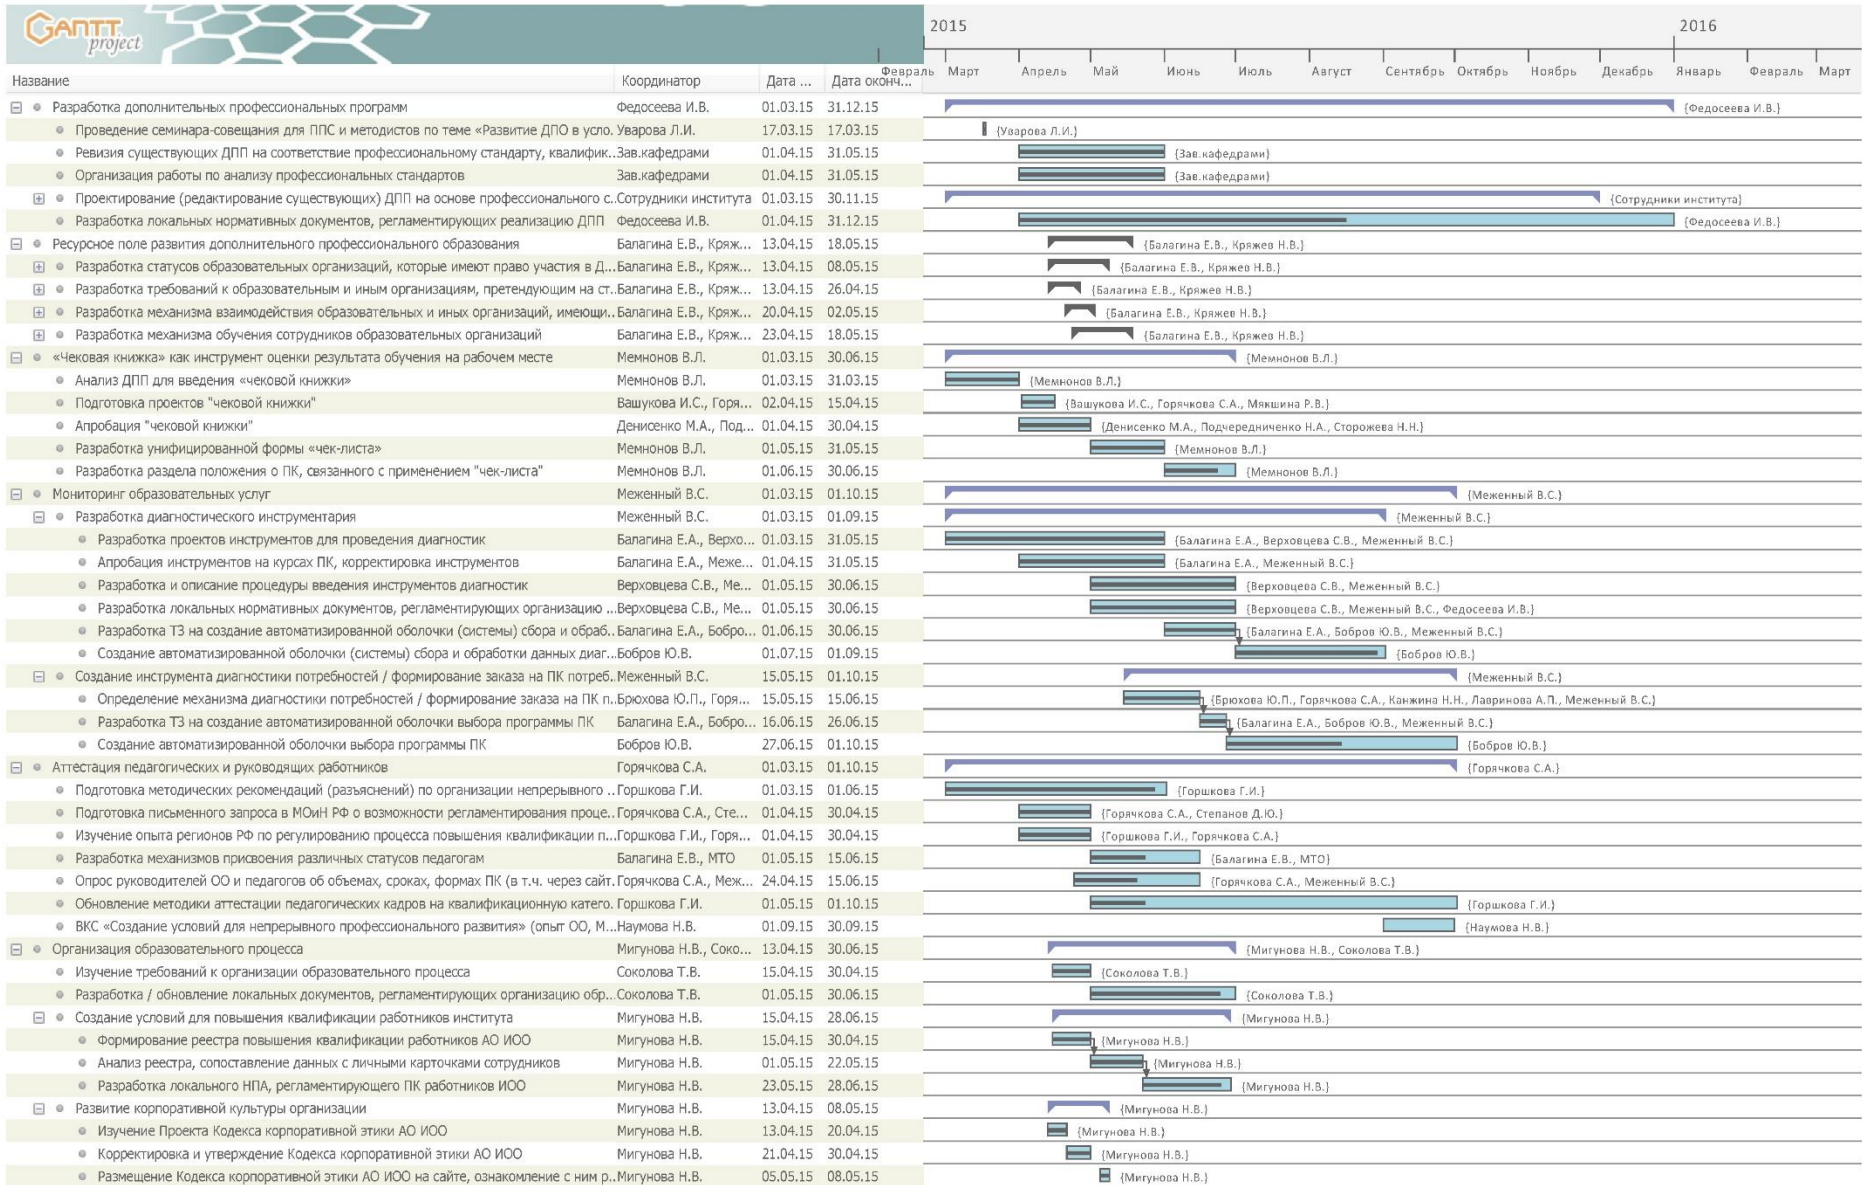 GANTT project
2015 2016
Название Координатор Дата ... Дата оконч... Февраль Март Апрель Май Июнь Июль Август Сентябрь Октябрь Ноябрь Декабрь Январь Февраль Март
Разработка дополнительных профессиональных программ Федосеева И.В. 01.03.15 31.12.15 {Федосеева И.В.}
Проведение семинара-совещания для ППС и методистов по теме «Развитие ДПО в усло. Уварова Л.И. 17.03.15 17.03.15 {Уварова Л.И.}
Ревизия существующих ДПП на соответствие профессиональному стандарту, квалифик.. Зав.кафедрами 01.04.15 31.05.15 {Зав.кафедрами}
Организация работы по анализу профессиональных стандартов Зав.кафедрами 01.04.15 31.05.15 {Зав.кафедрами}
Проектирование (редактирование существующих) ДПП на основе профессионального с.. Сотрудники института 01.03.15 30.11.15 {Сотрудники института}
Разработка локальных нормативных документов, регламентирующих реализацию ДПП Федосеева И.В. 01.04.15 31.12.15 {Федосеева И.В.}
Ресурсное поле развития дополнительного профессионального образования Балагина Е.В., Кряж... 13.04.15 18.05.15 {Балагина Е.В., Кряжев Н.В.}
Разработка статусов образовательных организаций, которые имеют право участия в Д... Балагина Е.В., Кряж... 13.04.15 08.05.15 {Балагина Е.В., Кряжев Н.В.}
Разработка требований к образовательным и иным организациям, претендующим на ст.. Балагина Е.В., Кряж... 13.04.15 26.04.15 {Балагина Е.В., Кряжев Н.В.}
Разработка механизма взаимодействия образовательных и иных организаций, имеющи.. Балагина Е.В., Кряж... 20.04.15 02.05.15 {Балагина Е.В., Кряжев Н.В.}
Разработка механизма обучения сотрудников образовательных организаций Балагина Е.В., Кряж... 23.04.15 18.05.15 {Балагина Е.В., Кряжев Н.В.}
«Чековая книжка» как инструмент оценки результата обучения на рабочем месте Мемнонов В.Л. 01.03.15 30.06.15 {Мемнонов В.Л.}
Анализ ДПП для введения «чековой книжки» Мемнонов В.Л. 01.03.15 31.03.15 {Мемнонов В.Л.}
Подготовка проектов "чековой книжки" Вашукова И.С., Горя... 02.04.15 15.04.15 {Вашукова И.С., Горячкова С.А., Мякшина Р.В.}
Апробация "чековой книжки" Денисенко М.А., Под... 01.04.15 30.04.15 {Денисенко М.А., Подчередниченко Н.А., Сторожева Н.Н.}
Разработка унифицированной формы «чек-листа» Мемнонов В.Л. 01.05.15 31.05.15 {Мемнонов В.Л.}
Разработка раздела положения о ПК, связанного с применением "чек-листа" Мемнонов В.Л. 01.06.15 30.06.15 {Мемнонов В.Л.}
Мониторинг образовательных услуг Меженный В.С. 01.03.15 01.10.15 {Меженный В.С.}
Разработка диагностического инструментария Меженный В.С. 01.03.15 01.09.15 {Меженный В.С.}
Разработка проектов инструментов для проведения диагностик Балагина Е.А., Верхо... 01.03.15 31.05.15 {Балагина Е.А., Верховцева С.В., Меженный В.С.}
Апробация инструментов на курсах ПК, корректировка инструментов Балагина Е.А., Меже... 01.04.15 31.05.15 {Балагина Е.А., Меженный В.С.}
Разработка и описание процедуры введения инструментов диагностик Верховцева С.В., Ме... 01.05.15 30.06.15 {Верховцева С.В., Меженный В.С.}
Разработка локальных нормативных документов, регламентирующих организацию ... Верховцева С.В., Ме... 01.05.15 30.06.15 {Верховцева С.В., Меженный В.С., Федосеева И.В.}
Разработка ТЗ на создание автоматизированной оболочки (системы) сбора и обраб.. Балагина Е.А., Бобро... 01.06.15 30.06.15 {Балагина Е.А., Бобров Ю.В., Меженный В.С.}
Создание автоматизированной оболочки (системы) сбора и обработки данных диаг.. Бобров Ю.В. 01.07.15 01.09.15 {Бобров Ю.В.}
Создание инструмента диагностики потребностей / формирование заказа на ПК потреб.. Меженный В.С. 15.05.15 01.10.15 {Меженный В.С.}
Определение механизма диагностики потребностей / формирование заказа на ПК п.. Брюхова Ю.П., Горя... 15.05.15 15.06.15 {Брюхова Ю.П., Горячкова С.А., Канжина Н.Н., Лавринова А.П., Меженный В.С.}
Разработка ТЗ на создание автоматизированной оболочки выбора программы ПК Балагина Е.А., Бобро... 16.06.15 26.06.15 {Балагина Е.А., Бобров Ю.В., Меженный В.С.}
Создание автоматизированной оболочки выбора программы ПК Бобров Ю.В. 27.06.15 01.10.15 {Бобров Ю.В.}
Аттестация педагогических и руководящих работников Горячкова С.А. 01.03.15 01.10.15 {Горячкова С.А.}
Подготовка методических рекомендаций (разъяснений) по организации непрерывного .. Горшкова Г.И. 01.03.15 01.06.15 {Горшкова Г.И.}
Подготовка письменного запроса в МОиН РФ о возможности регламентирования проце.. Горячкова С.А., Сте... 01.04.15 30.04.15 {Горячкова С.А., Степанов Д.Ю.}
Изучение опыта регионов РФ по регулированию процесса повышения квалификации п... Горшкова Г.И., Горя... 01.04.15 30.04.15 {Горшкова Г.И., Горячкова С.А.}
Разработка механизмов присвоения различных статусов педагогам Балагина Е.В., МТО 01.05.15 15.06.15 {Балагина Е.В., МТО}
Опрос руководителей ОО и педагогов об объемах, сроках, формах ПК (в т.ч. через сайт. Горячкова С.А., Меж... 24.04.15 15.06.15 {Горячкова С.А., Меженный В.С.}
Обновление методики аттестации педагогических кадров на квалификационную катего. Горшкова Г.И. 01.05.15 01.10.15 {Горшкова Г.И.}
ВКС «Создание условий для непрерывного профессионального развития» (опыт ОО, М... Наумова Н.В. 01.09.15 30.09.15 {Наумова Н.В.}
Организация образовательного процесса Мигунова Н.В., Соко... 13.04.15 30.06.15 {Мигунова Н.В., Соколова Т.В.}
Изучение требований к организации образовательного процесса Соколова Т.В. 15.04.15 30.04.15 {Соколова Т.В.}
Разработка / обновление локальных документов, регламентирующих организацию обр... Соколова Т.В. 01.05.15 30.06.15 {Соколова Т.В.}
Создание условий для повышения квалификации работников института Мигунова Н.В. 15.04.15 28.06.15 {Мигунова Н.В.}
Формирование реестра повышения квалификации работников АО ИОО Мигунова Н.В. 15.04.15 30.04.15 {Мигунова Н.В.}
Анализ реестра, сопоставление данных с личными карточками сотрудников Мигунова Н.В. 01.05.15 22.05.15 {Мигунова Н.В.}
Разработка локального НПА, регламентирующего ПК работников ИОО Мигунова Н.В. 23.05.15 28.06.15 {Мигунова Н.В.}
Развитие корпоративной культуры организации Мигунова Н.В. 13.04.15 08.05.15 {Мигунова Н.В.}
Изучение Проекта Кодекса корпоративной этики АО ИОО Мигунова Н.В. 13.04.15 20.04.15 {Мигунова Н.В.}
Корректировка и утверждение Кодекса корпоративной этики АО ИОО Мигунова Н.В. 21.04.15 30.04.15 {Мигунова Н.В.}
Размещение Кодекса корпоративной этики АО ИОО на сайте, ознакомление с ним р.. Мигунова Н.В. 05.05.15 08.05.15 {Мигунова Н.В.}